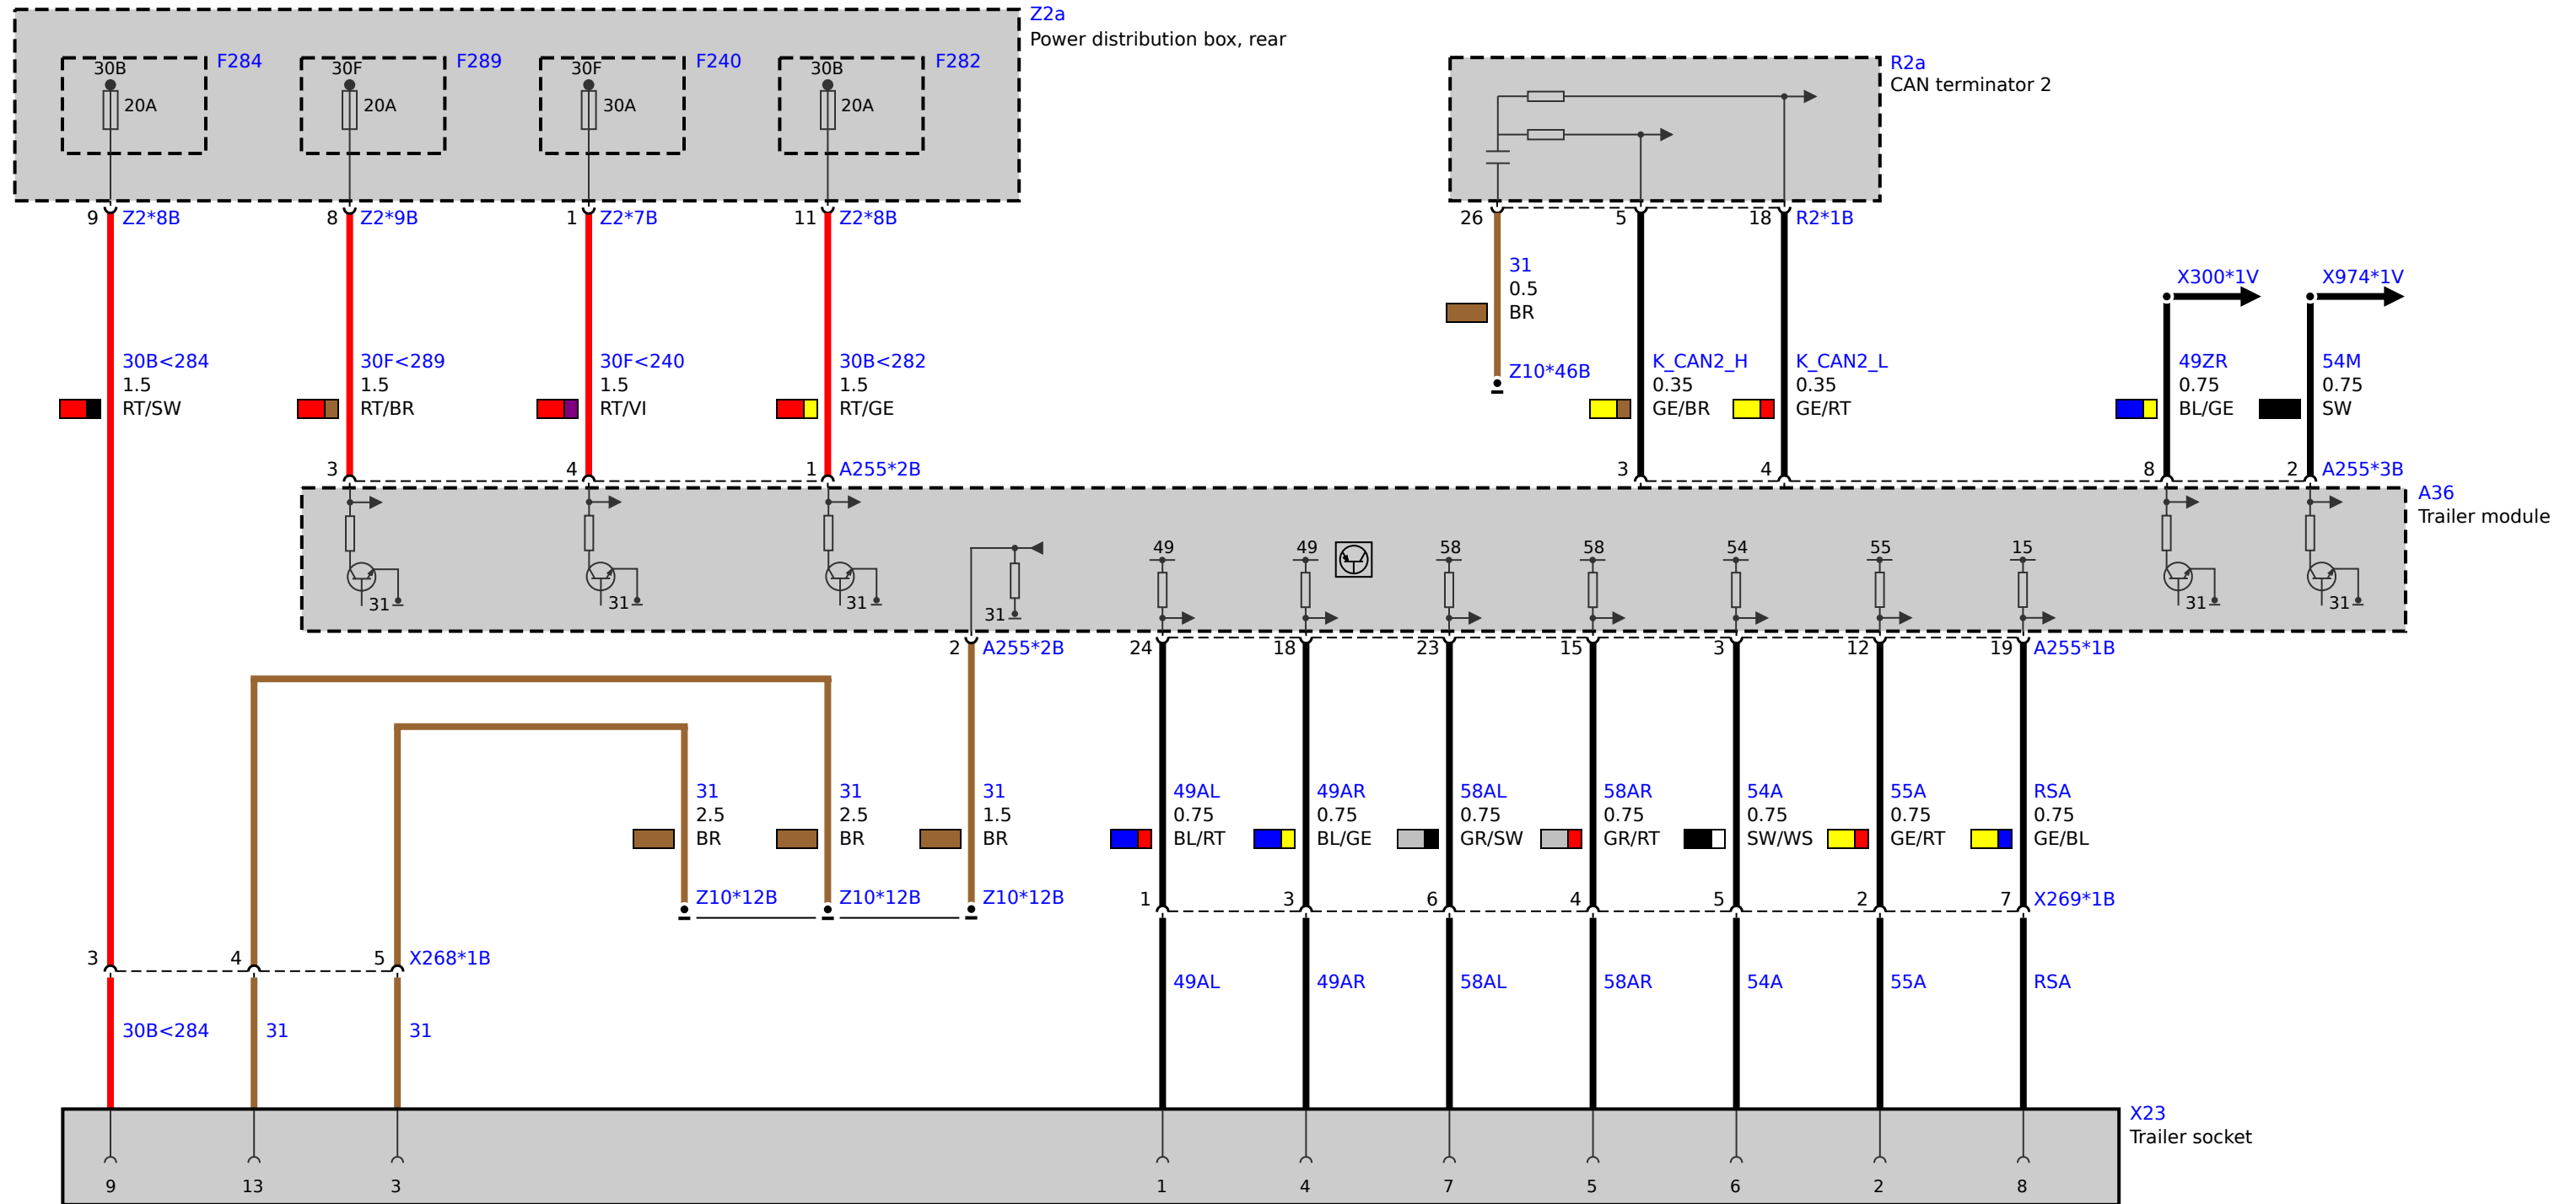 Z2a
Power distribution box, rear
F284
F289
F240
F282
30B
30F
30F
30B
20A
20A
30A
20A
R2a
CAN terminator 2
9 Z2*8B
8 Z2*9B
1 Z2*7B
11 Z2*8B
26
5
18 R2*1B
31
0.5
BR
Z10*46B
X300*1V
X974*1V
30B<284
1.5
RT/SW
30F<289
1.5
RT/BR
30F<240
1.5
RT/VI
30B<282
1.5
RT/GE
K_CAN2_H
0.35
GE/BR
K_CAN2_L
0.35
GE/RT
49ZR
0.75
BL/GE
54M
0.75
SW
3
4
1 A255*2B
3
4
8
2 A255*3B
A36
Trailer module
31
31
31
31
49
49
58
58
54
55
15
31
31
2 A255*2B
24
18
23
15
3
12
19 A255*1B
31
2.5
BR
31
2.5
BR
31
1.5
BR
49AL
0.75
BL/RT
49AR
0.75
BL/GE
58AL
0.75
GR/SW
58AR
0.75
GR/RT
54A
0.75
SW/WS
55A
0.75
GE/RT
RSA
0.75
GE/BL
Z10*12B
Z10*12B
Z10*12B
1
3
6
4
5
2
7 X269*1B
3
4
5 X268*1B
49AL
49AR
58AL
58AR
54A
55A
RSA
30B<284
31
31
X23
Trailer socket
9
13
3
1
4
7
5
6
2
8